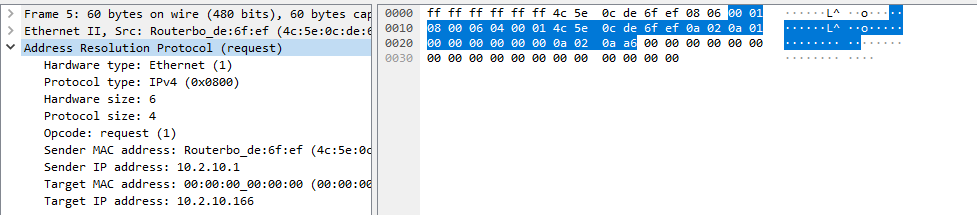 Frame 5: 60 bytes on wire (480 bits), 60 bytes cap
Ethernet II, Src: Routerbo_de:6f:ef (4c:5e:0c:de:6
Address Resolution Protocol (request)
Hardware type: Ethernet (1)
Protocol type: IPv4 (0x0800)
Hardware size: 6
Protocol size: 4
Opcode: request (1)
Sender MAC address: Routerbo_de:6f:ef (4c:5e:0c
Sender IP address: 10.2.10.1
Target MAC address: 00:00:00_00:00:00 (00:00:00
Target IP address: 10.2.10.166
0000 ff ff ff ff ff ff 4c 5e 0c de 6f ef 08 06 00 01 ······L^ ··o·····
0010 08 00 06 04 00 01 4c 5e 0c de 6f ef 0a 02 0a 01 ······L^ ··o·····
0020 00 00 00 00 00 00 0a 02 0a a6 00 00 00 00 00 00 ········ ········
0030 00 00 00 00 00 00 00 00 00 00 00 00 ········ ····